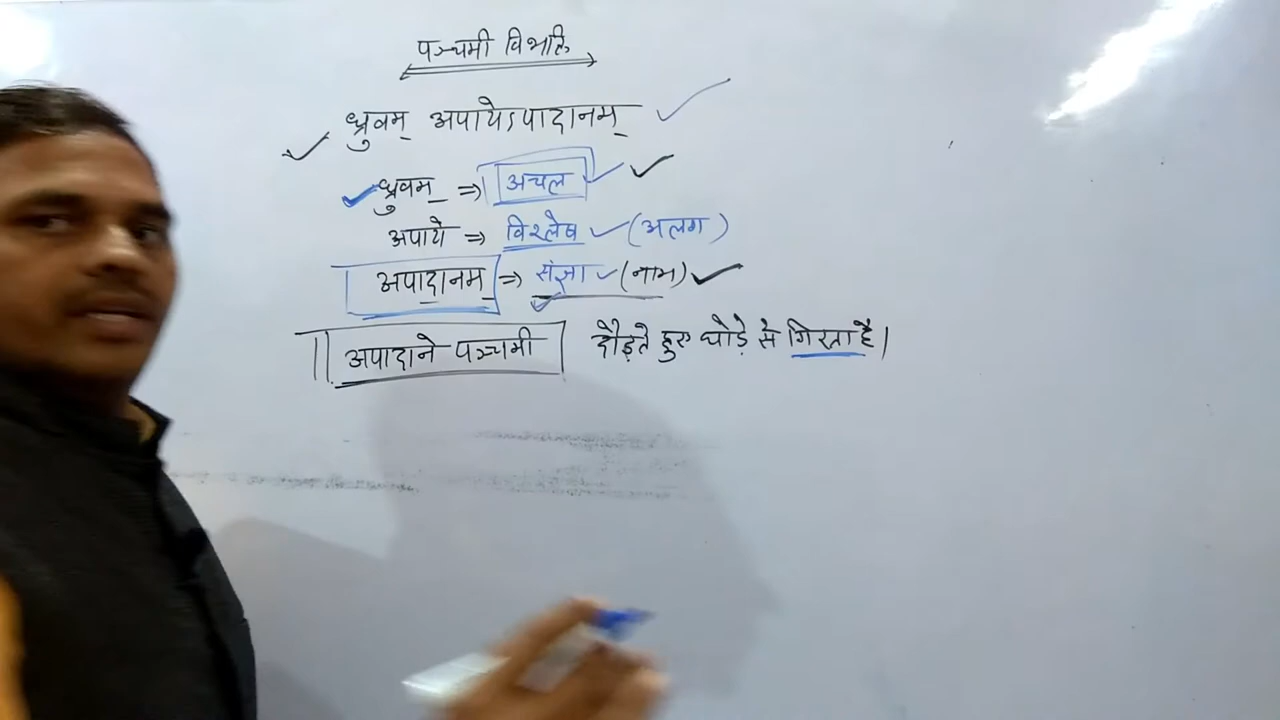 पञ्चमी विभक्ति
ध्रुवम् अपायेऽपादानम्
ध्रुवम् => अचल
अपाये => विश्लेष (अलग)
अपादानम् => संज्ञा (नाम)
अपादाने पञ्चमी दौड़ते हुए घोड़े से गिरता है।